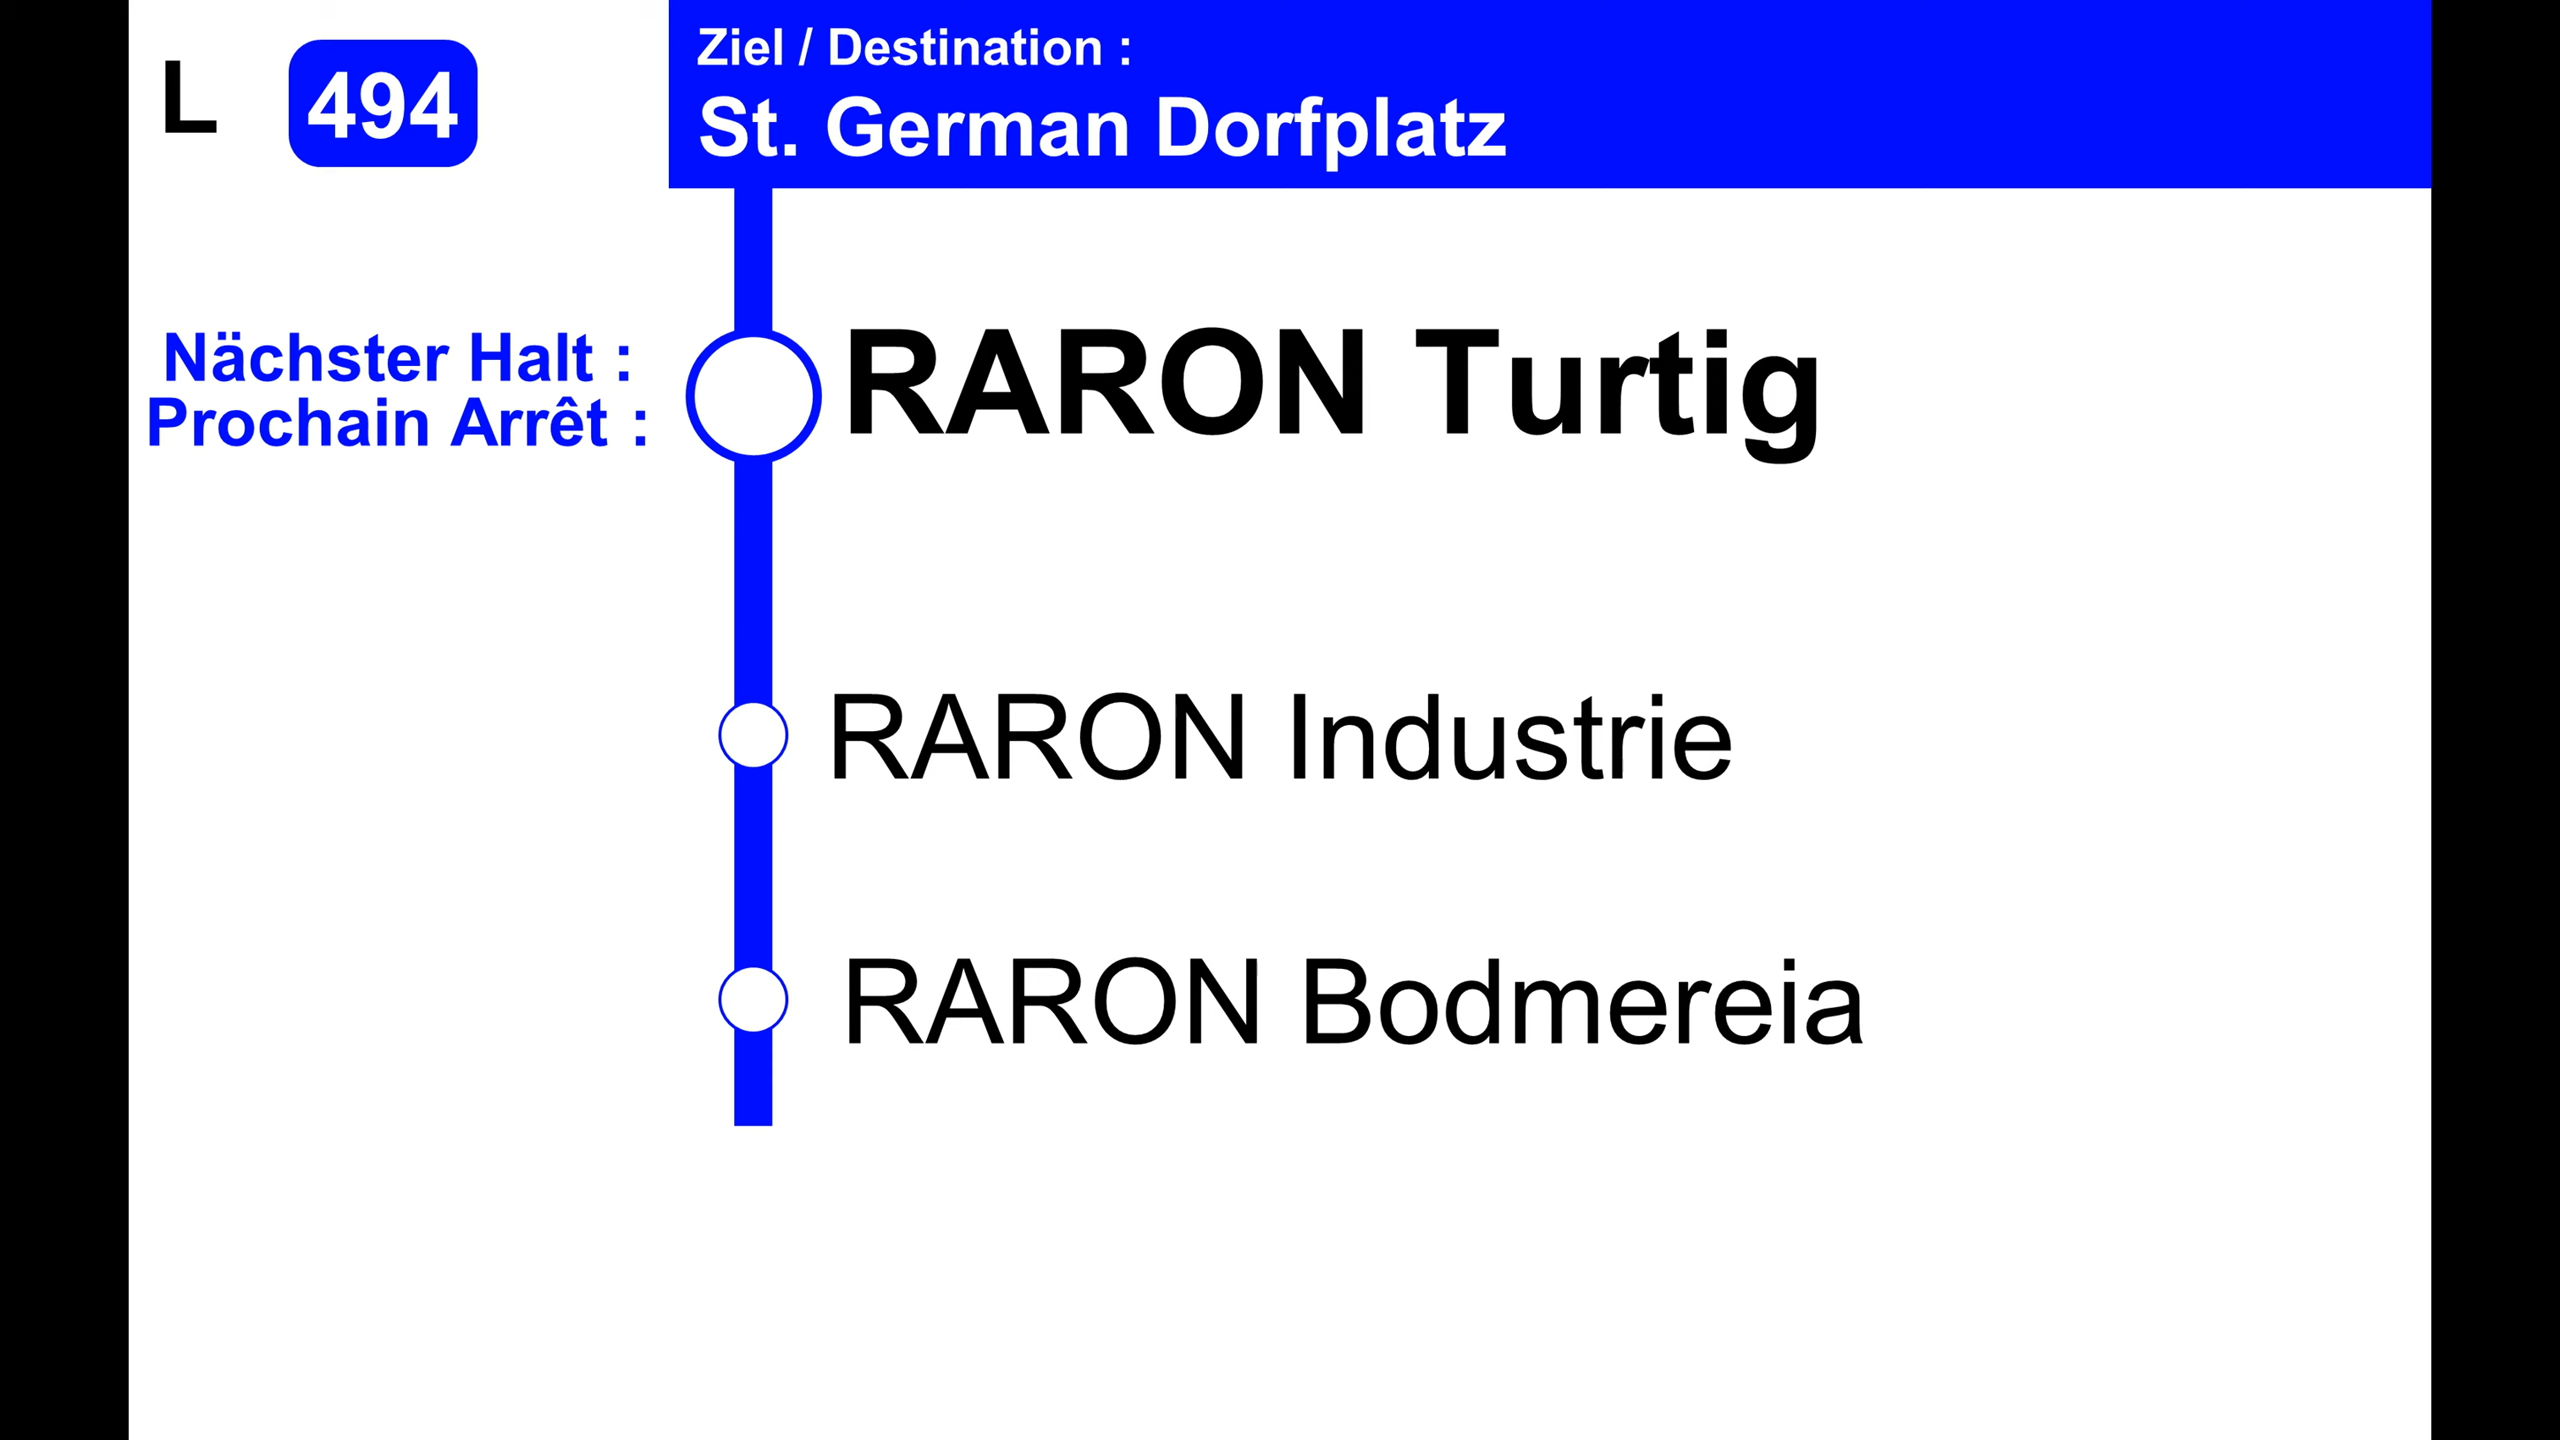 L 494
Ziel / Destination :
St. German Dorfplatz
Nächster Halt :
Prochain Arrêt :
RARON Turtig
RARON Industrie
RARON Bodmereia